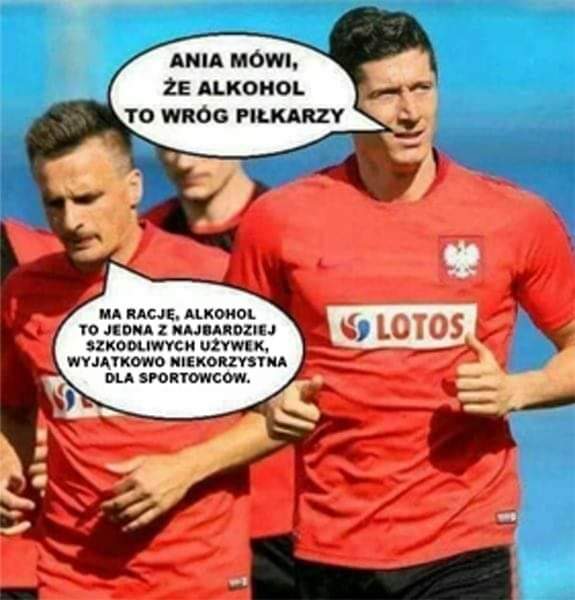 ANIA MÓWI,
ŻE ALKOHOL
TO WRÓG PIŁKARZY
MA RACJĘ, ALKOHOL
TO JEDNA Z NAJBARDZIEJ
SZKODLIWYCH UŻYWEK,
WYJĄTKOWO NIEKORZYSTNA
DLA SPORTOWCÓW.
LOTOS